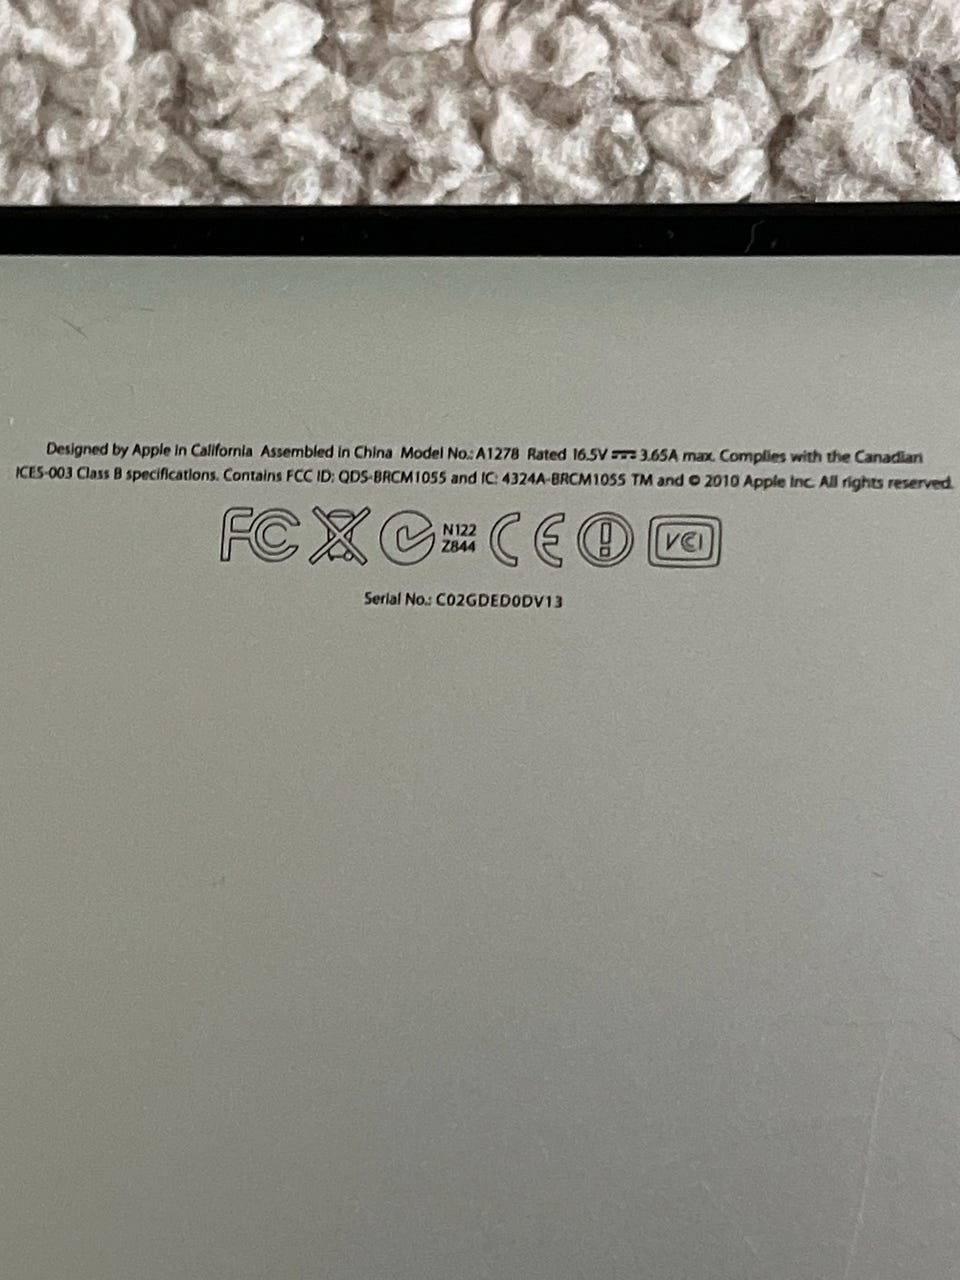 Designed by Apple in California Assembled in China Model No.: A1278 Rated 16.5V ⎓ 3.65A max. Complies with the Canadian
ICES-003 Class B specifications. Contains FCC ID: QDS-BRCM1055 and IC: 4324A-BRCM1055 TM and © 2010 Apple Inc. All rights reserved.
FC N122 CE VCI
Z844
Serial No.: C02GDED0DV13